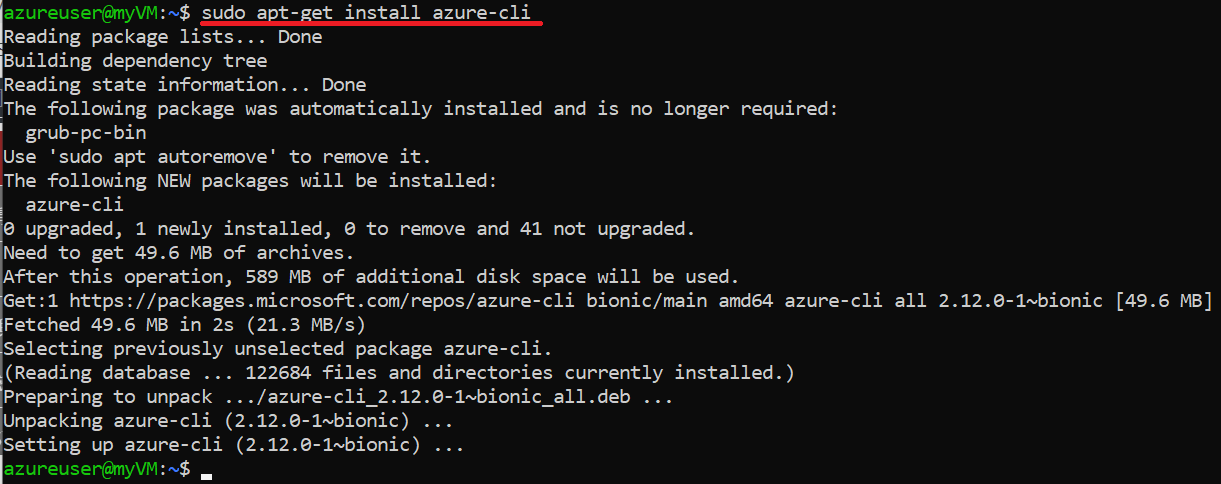 azureuser@myVM:~$ sudo apt-get install azure-cli
Reading package lists... Done
Building dependency tree
Reading state information... Done
The following package was automatically installed and is no longer required:
  grub-pc-bin
Use 'sudo apt autoremove' to remove it.
The following NEW packages will be installed:
  azure-cli
0 upgraded, 1 newly installed, 0 to remove and 41 not upgraded.
Need to get 49.6 MB of archives.
After this operation, 589 MB of additional disk space will be used.
Get:1 https://packages.microsoft.com/repos/azure-cli bionic/main amd64 azure-cli all 2.12.0-1~bionic [49.6 MB]
Fetched 49.6 MB in 2s (21.3 MB/s)
Selecting previously unselected package azure-cli.
(Reading database ... 122684 files and directories currently installed.)
Preparing to unpack .../azure-cli_2.12.0-1~bionic_all.deb ...
Unpacking azure-cli (2.12.0-1~bionic) ...
Setting up azure-cli (2.12.0-1~bionic) ...
azureuser@myVM:~$